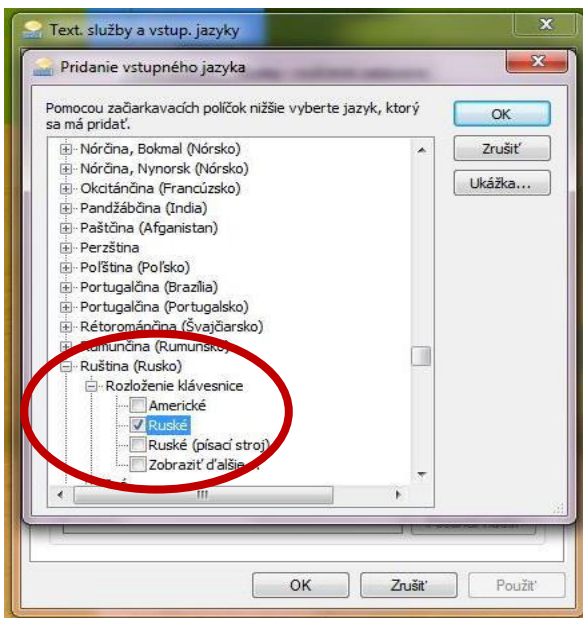 Text. služby a vstup. jazyky
Pridanie vstupného jazyka
Pomocou začiarkavacích políčok nižšie vyberte jazyk, ktorý
sa má pridať.
OK
Zrušiť
Ukážka...
Nórčina, Bokmal (Nórsko)
Nórčina, Nynorsk (Nórsko)
Okcitánčina (Francúzsko)
Pandžábčina (India)
Paštčina (Afganistan)
Perzština
Poľština (Poľsko)
Portugalčina (Brazília)
Portugalčina (Portugalsko)
Rétorománčina (Švajčiarsko)
Rumunčina (Rumunsko)
Ruština (Rusko)
Rozloženie klávesnice
Americké
Ruské
Ruské (písací stroj)
Zobraziť ďalšie...
OK
Zrušiť
Použiť